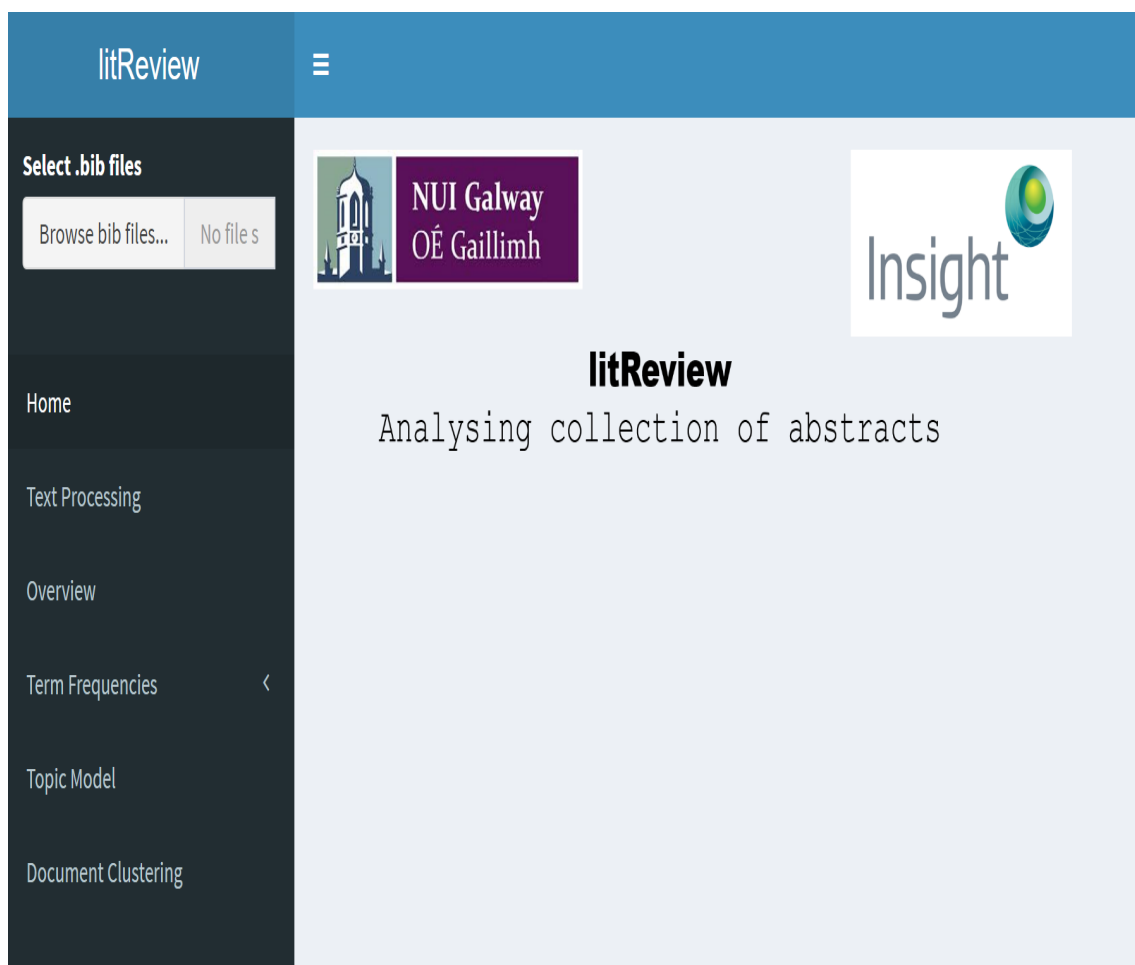 litReview
Select .bib files
Browse bib files... No file s
Home
Text Processing
Overview
Term Frequencies
Topic Model
Document Clustering
NUI Galway
OÉ Gaillimh
Insight
litReview
Analysing collection of abstracts